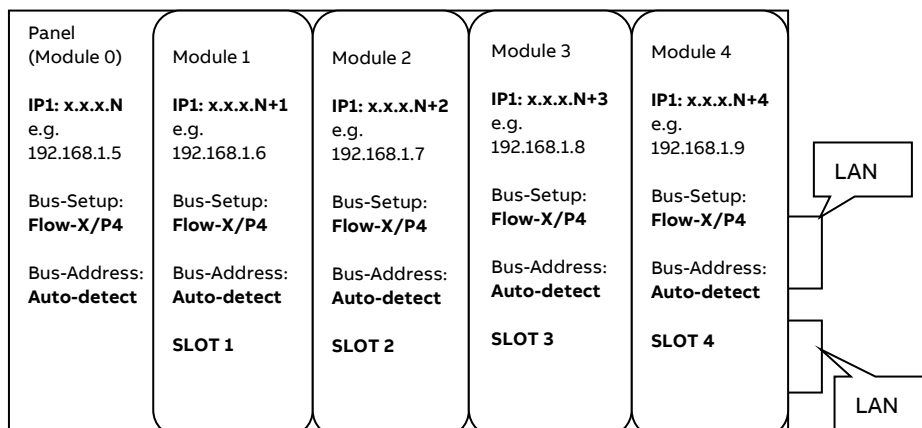 Panel
(Module 0)
IP1: x.x.x.N
e.g.
192.168.1.5
Bus-Setup:
Flow-X/P4
Bus-Address:
Auto-detect
Module 1
IP1: x.x.x.N+1
e.g.
192.168.1.6
Bus-Setup:
Flow-X/P4
Bus-Address:
Auto-detect
SLOT 1
Module 2
IP1: x.x.x.N+2
e.g.
192.168.1.7
Bus-Setup:
Flow-X/P4
Bus-Address:
Auto-detect
SLOT 2
Module 3
IP1: x.x.x.N+3
e.g.
192.168.1.8
Bus-Setup:
Flow-X/P4
Bus-Address:
Auto-detect
SLOT 3
Module 4
IP1: x.x.x.N+4
e.g.
192.168.1.9
Bus-Setup:
Flow-X/P4
Bus-Address:
Auto-detect
SLOT 4
LAN
LAN